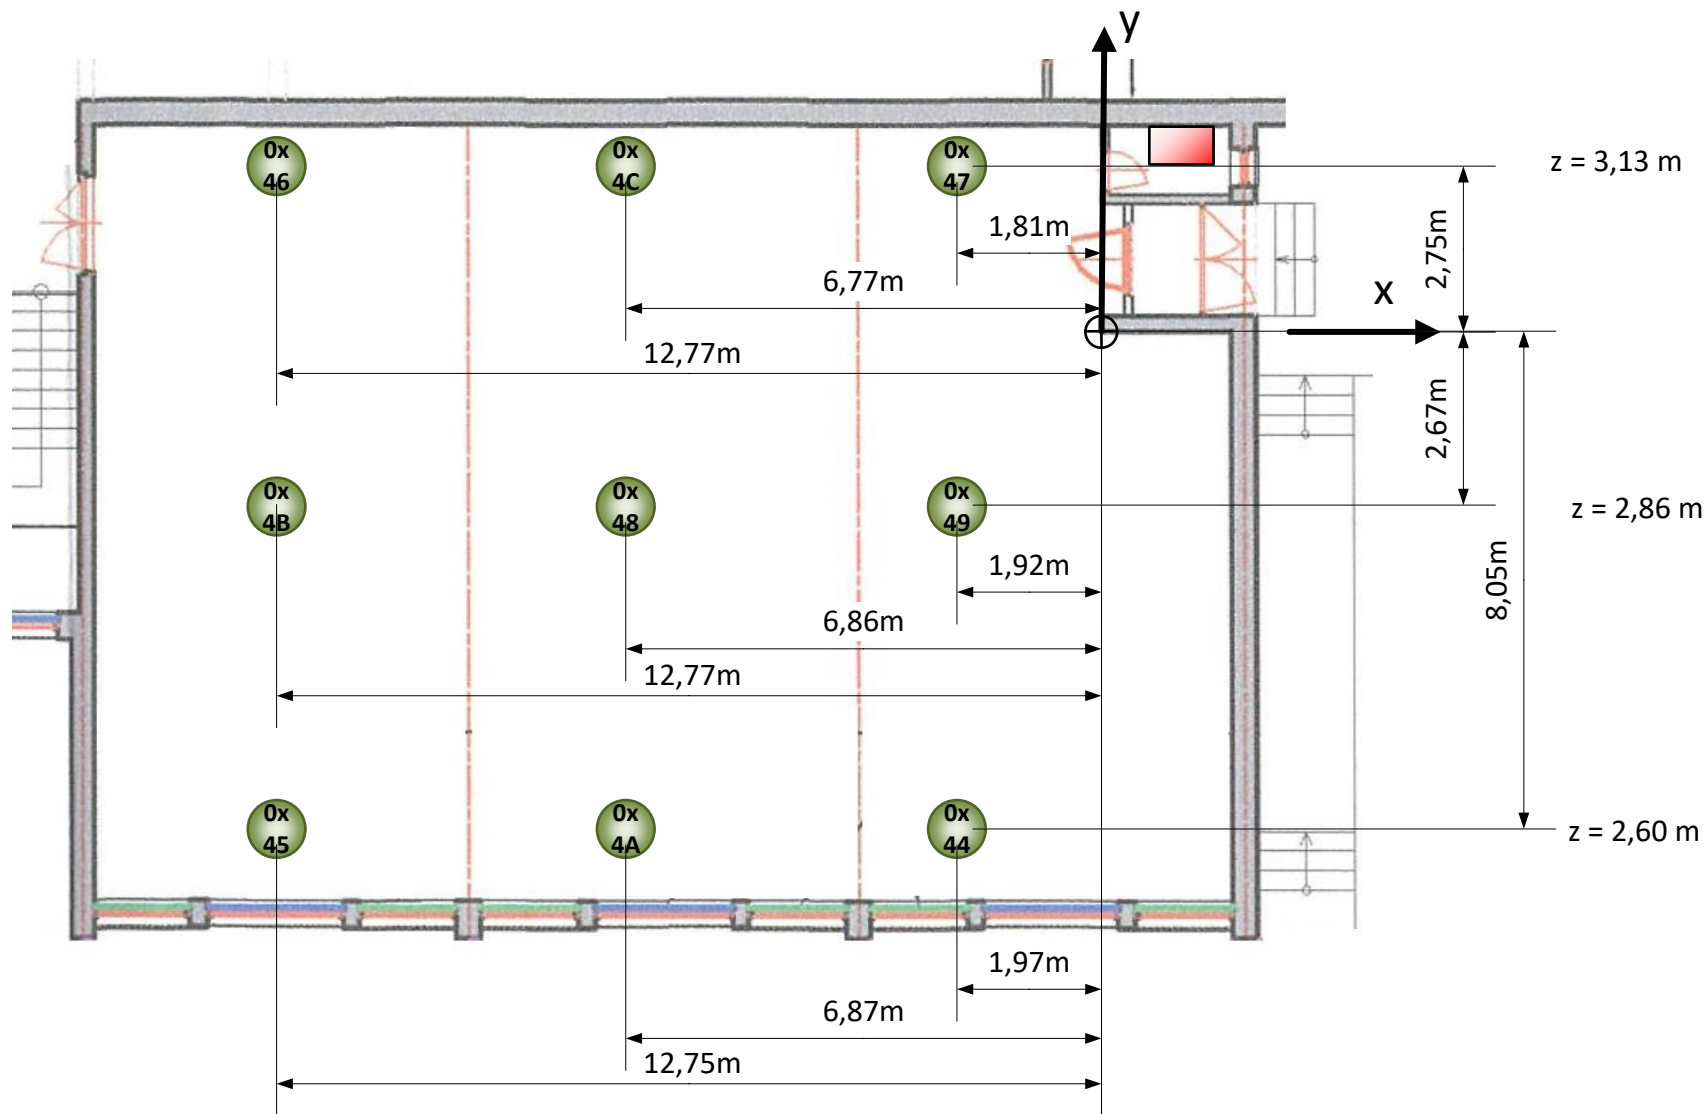 y
0x
46
0x
4C
0x
47
z = 3,13 m
1,81m
2,75m
6,77m
x
12,77m
2,67m
0x
4B
0x
48
0x
49
z = 2,86 m
1,92m
8,05m
6,86m
12,77m
0x
45
0x
4A
0x
44
z = 2,60 m
1,97m
6,87m
12,75m